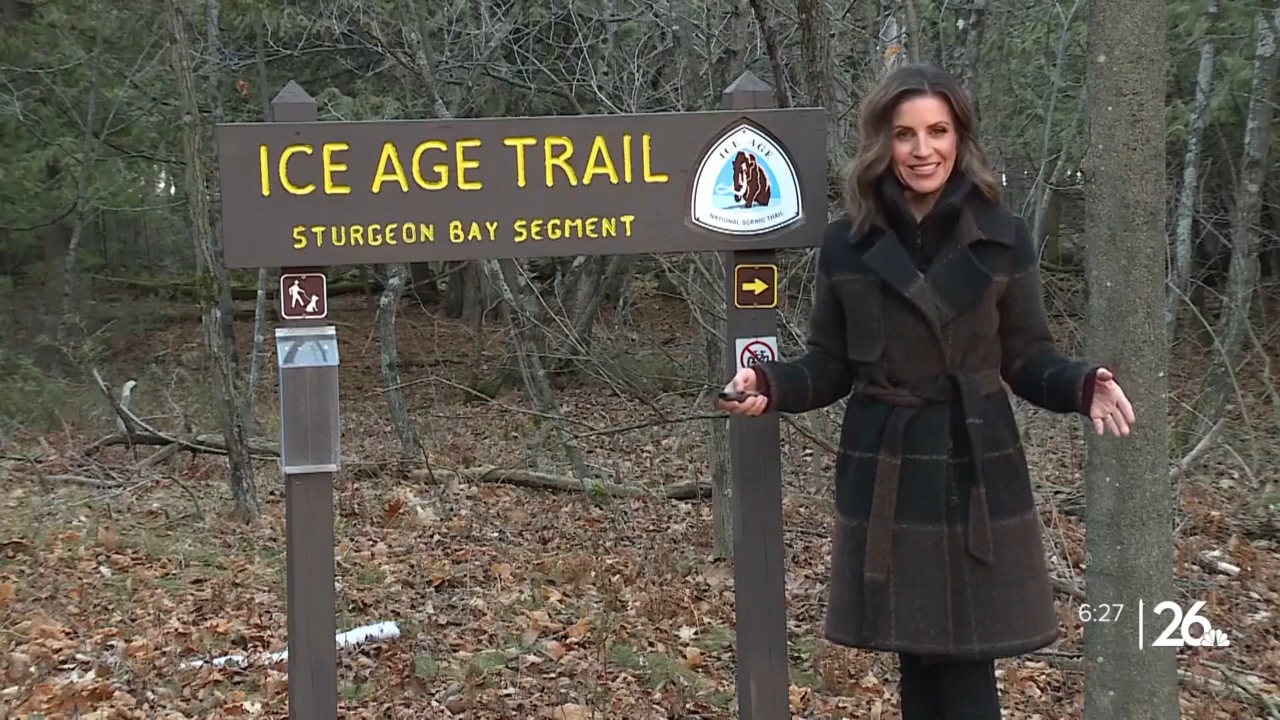 ICE AGE TRAIL
STURGEON BAY SEGMENT
ICE AGE
NATIONAL SCENIC TRAIL
6:27 26